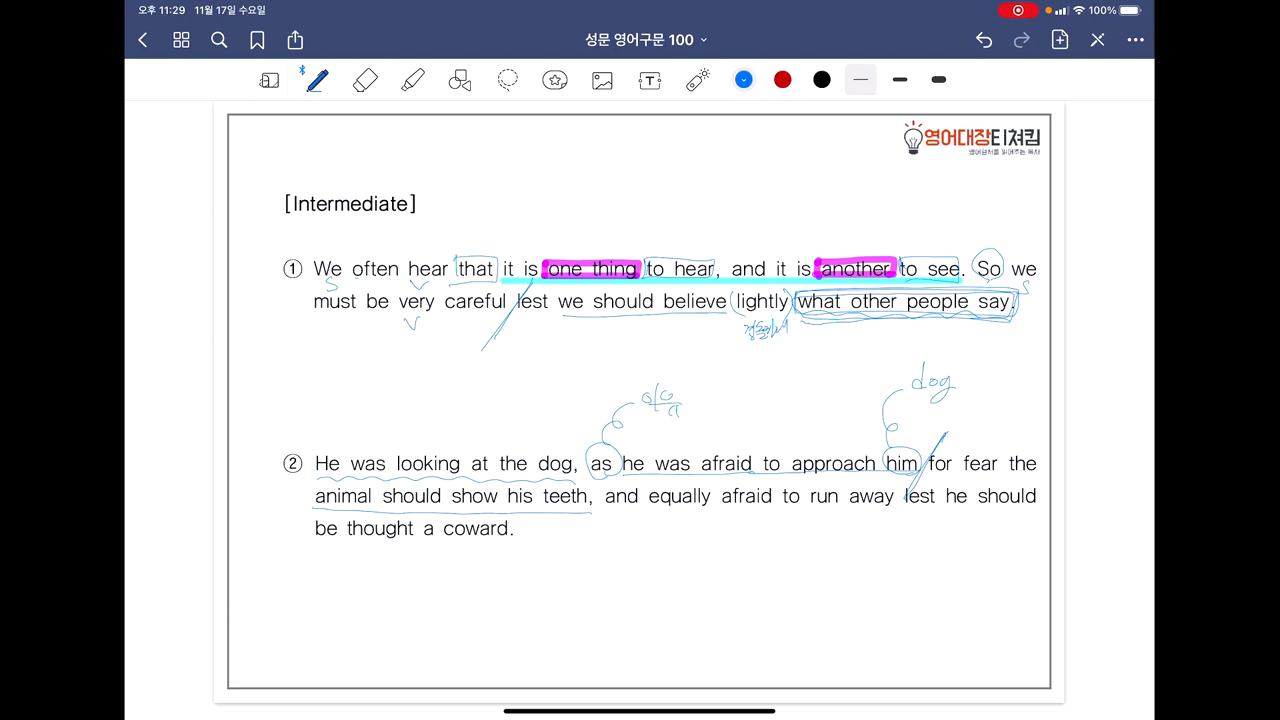 오후 11:29 11월 17일 수요일
100%
성문 영어구문 100
영어대장티쳐킴
[Intermediate]
① We often hear that it is one thing to hear, and it is another to see. So we
S V S
must be very careful lest we should believe (lightly) what other people say.
V
dog
② He was looking at the dog, as he was afraid to approach him for fear the
animal should show his teeth, and equally afraid to run away lest he should
be thought a coward.